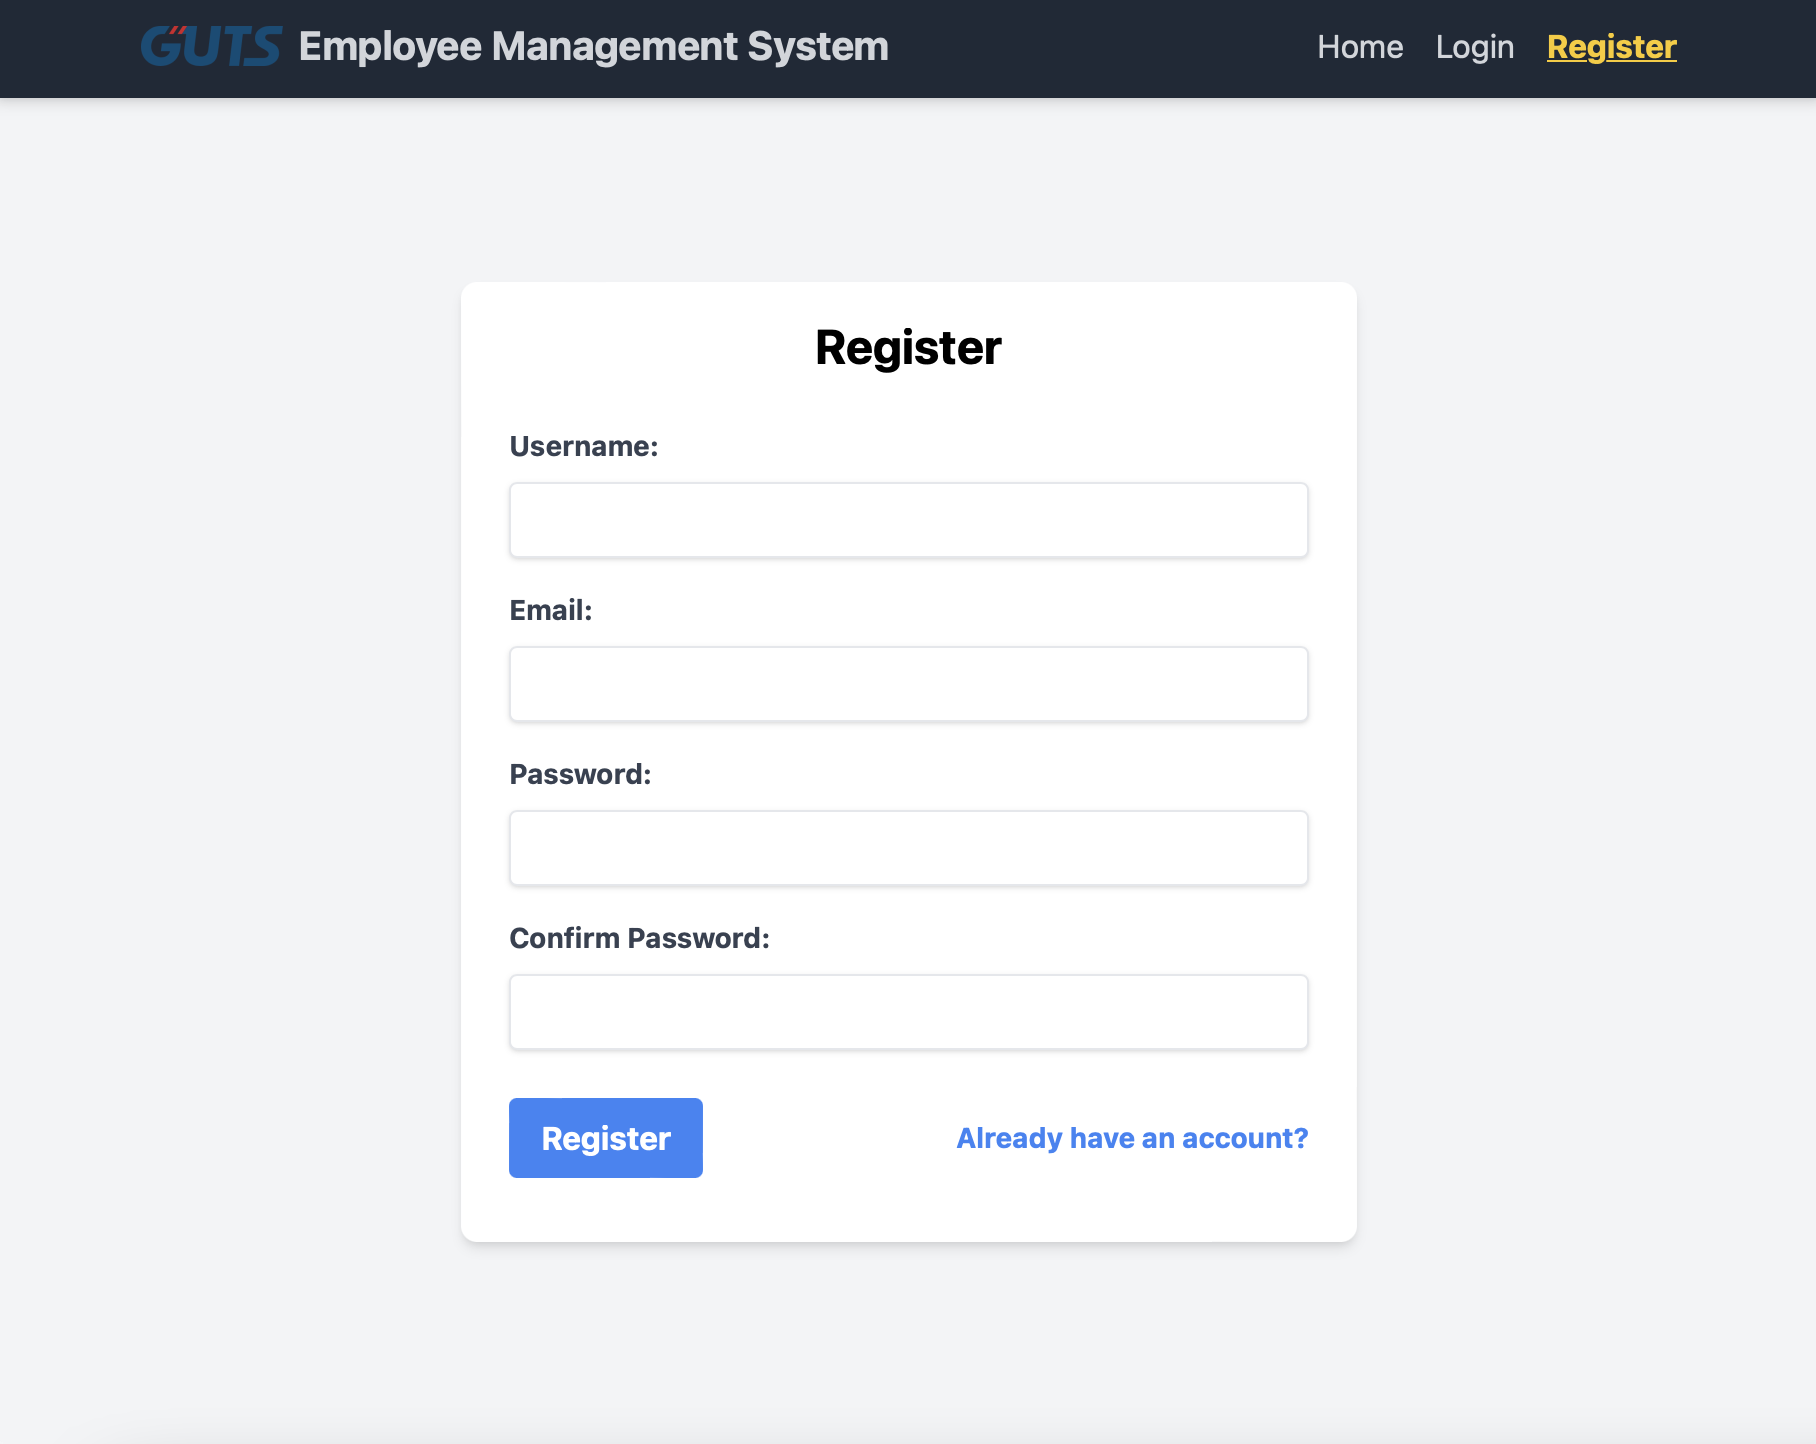 GUTS Employee Management System Home Login Register
Register
Username:
Email:
Password:
Confirm Password:
Register Already have an account?